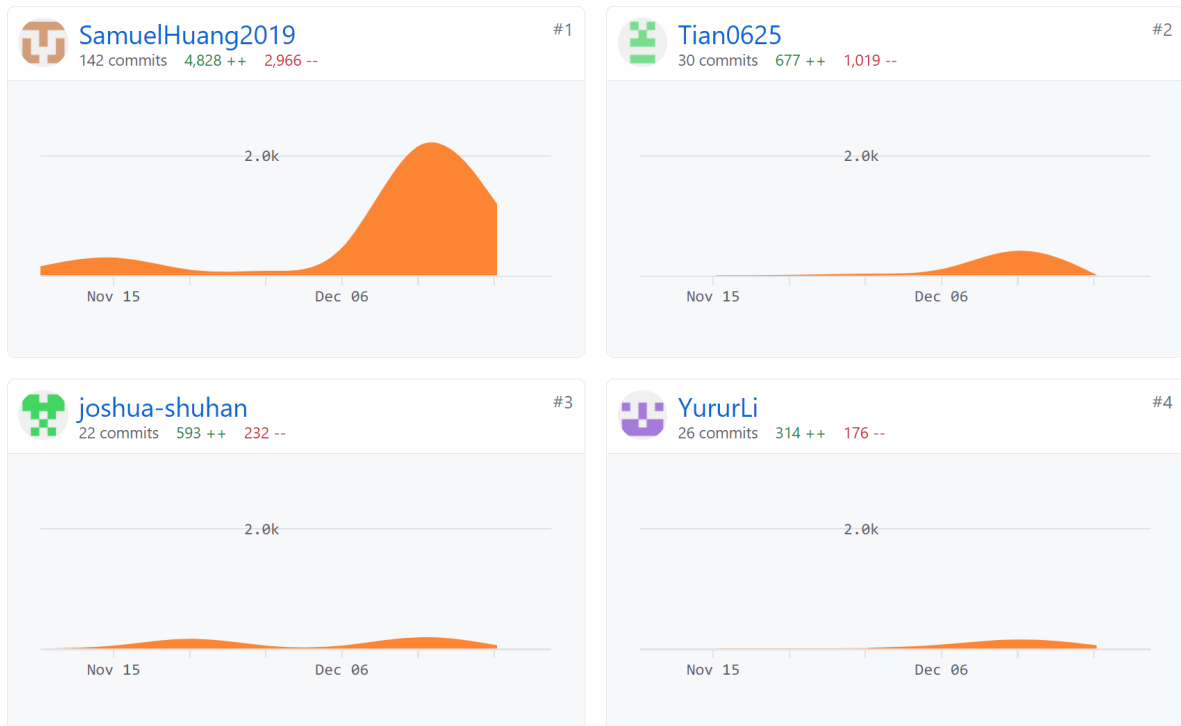 SamuelHuang2019 #1
142 commits 4,828 ++ 2,966 --
2.0k
Nov 15 Dec 06
Tian0625 #2
30 commits 677 ++ 1,019 --
2.0k
Nov 15 Dec 06
joshua-shuhan #3
22 commits 593 ++ 232 --
2.0k
Nov 15 Dec 06
YururLi #4
26 commits 314 ++ 176 --
2.0k
Nov 15 Dec 06